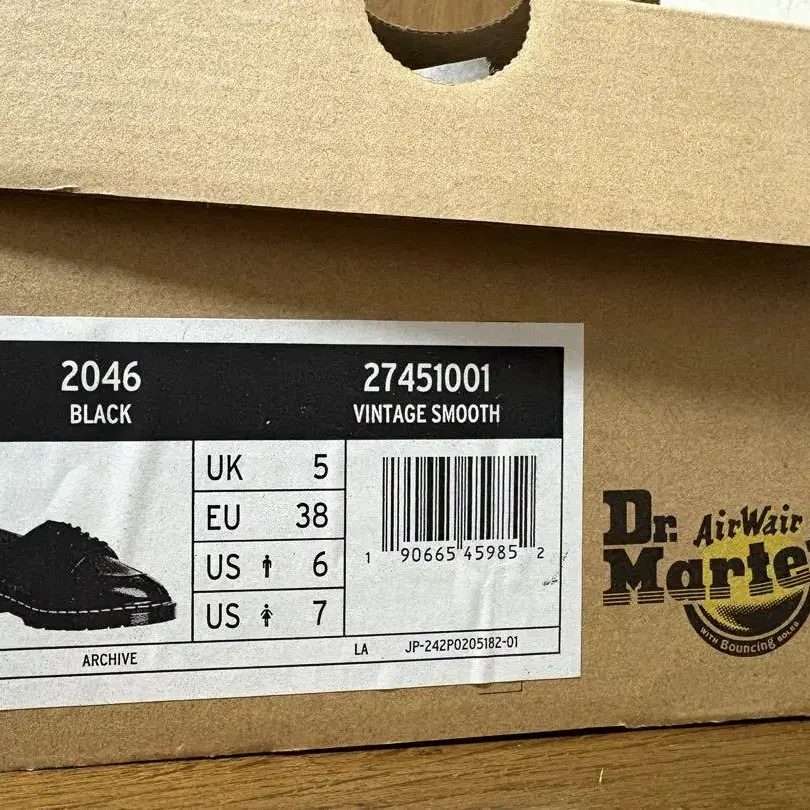 2046
BLACK
27451001
VINTAGE SMOOTH
UK 5
EU 38
US 6
US 7
1 90665 45985 2
ARCHIVE
LA JP-242P0205182-01
Dr. AirWair
Marte
WITH Bouncing SOLES